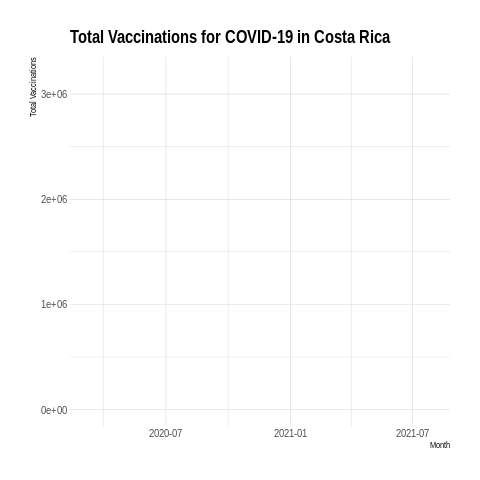 Total Vaccinations for COVID-19 in Costa Rica
Total Vaccinations
3e+06
2e+06
1e+06
0e+00
2020-07 2021-01 2021-07
Month